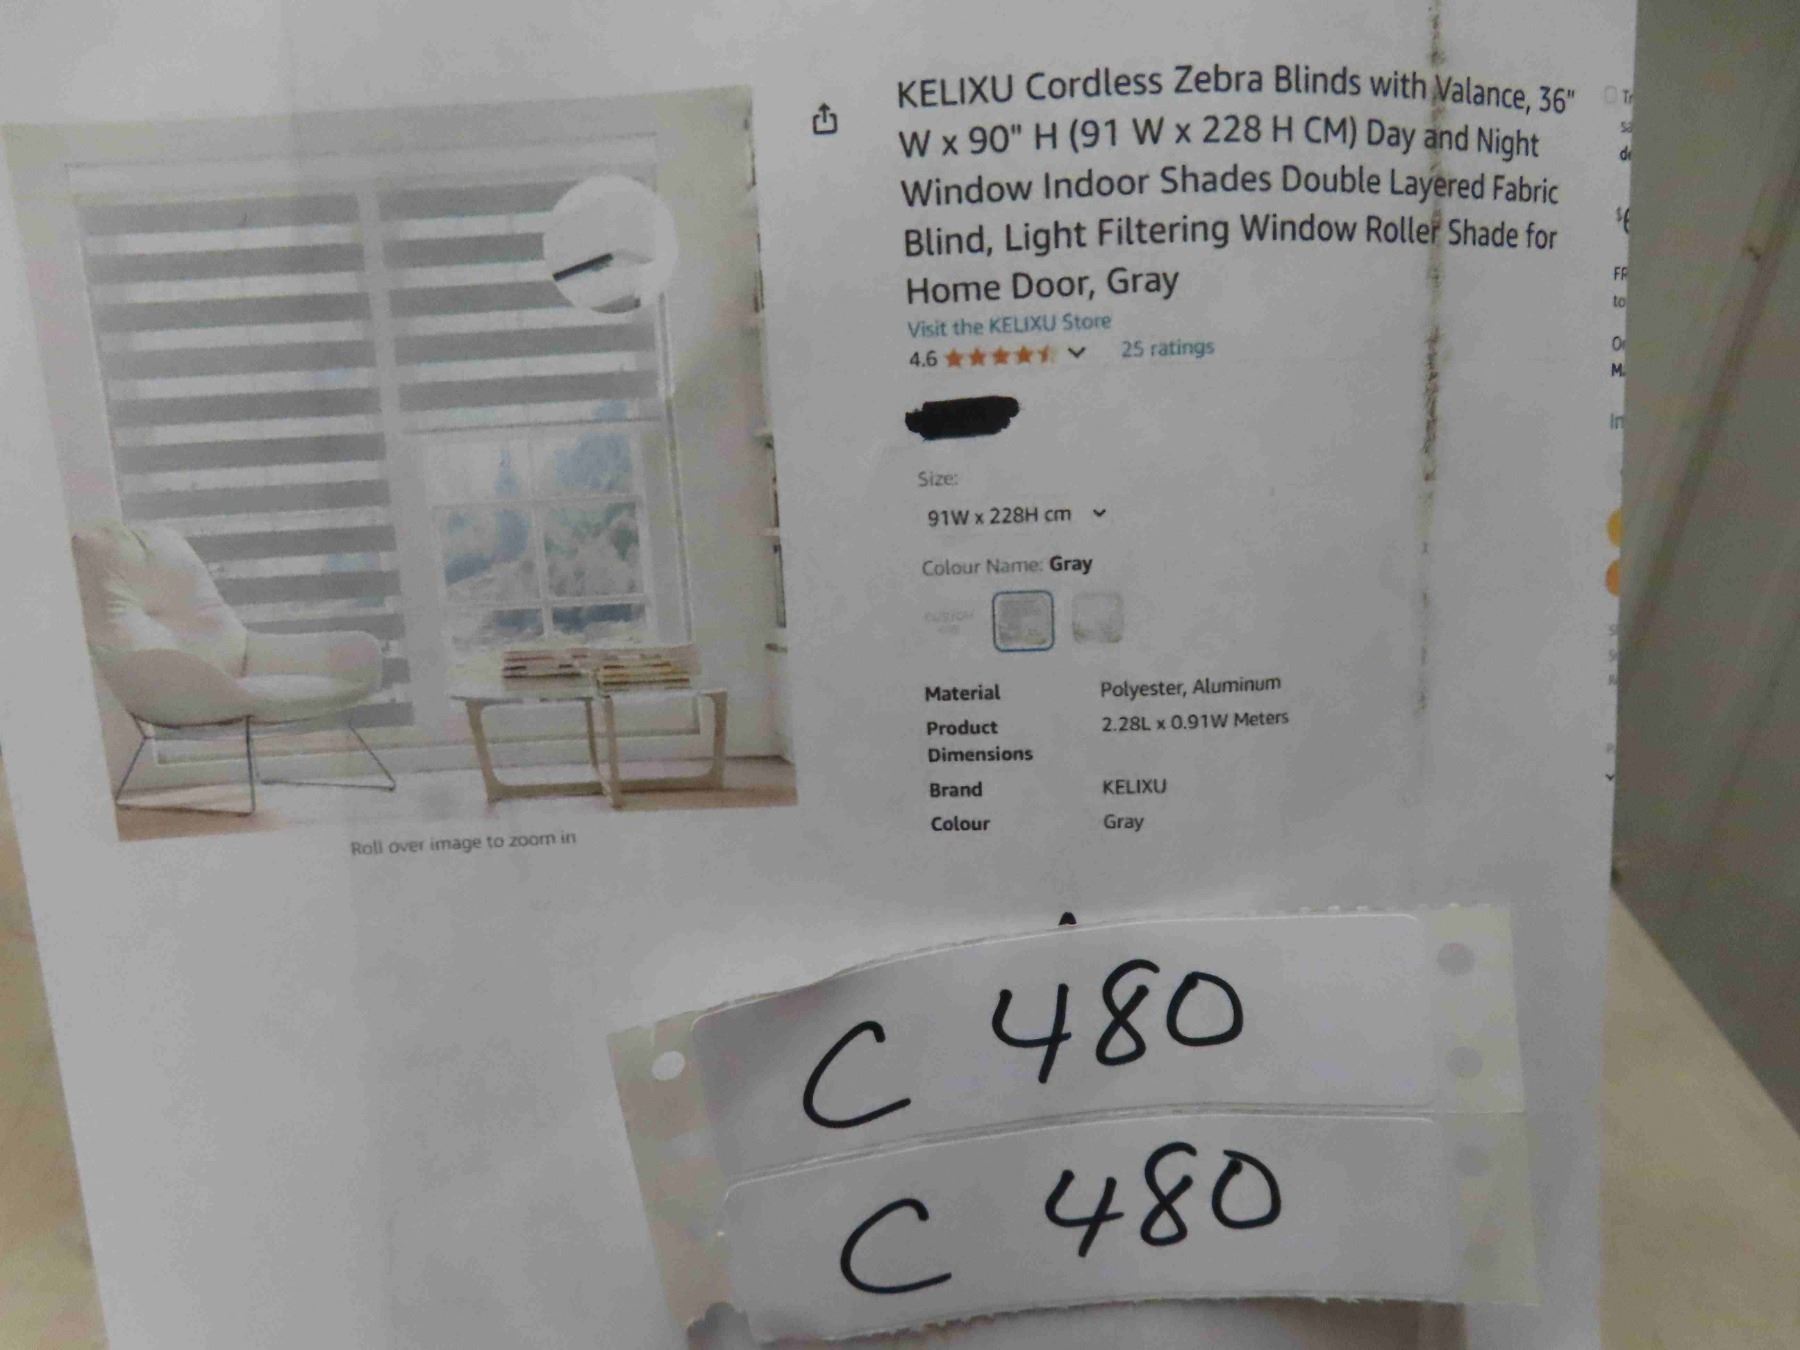 KELIXU Cordless Zebra Blinds with Valance, 36"
W x 90" H (91 W x 228 H CM) Day and Night
Window Indoor Shades Double Layered Fabric
Blind, Light Filtering Window Roller Shade for
Home Door, Gray
Visit the KELIXU Store
4.6 25 ratings
Size:
91W x 228H cm
Colour Name: Gray
Material Polyester, Aluminum
Product 2.28L x 0.91W Meters
Dimensions
Brand KELIXU
Colour Gray
Roll over image to zoom in
C 480
C 480